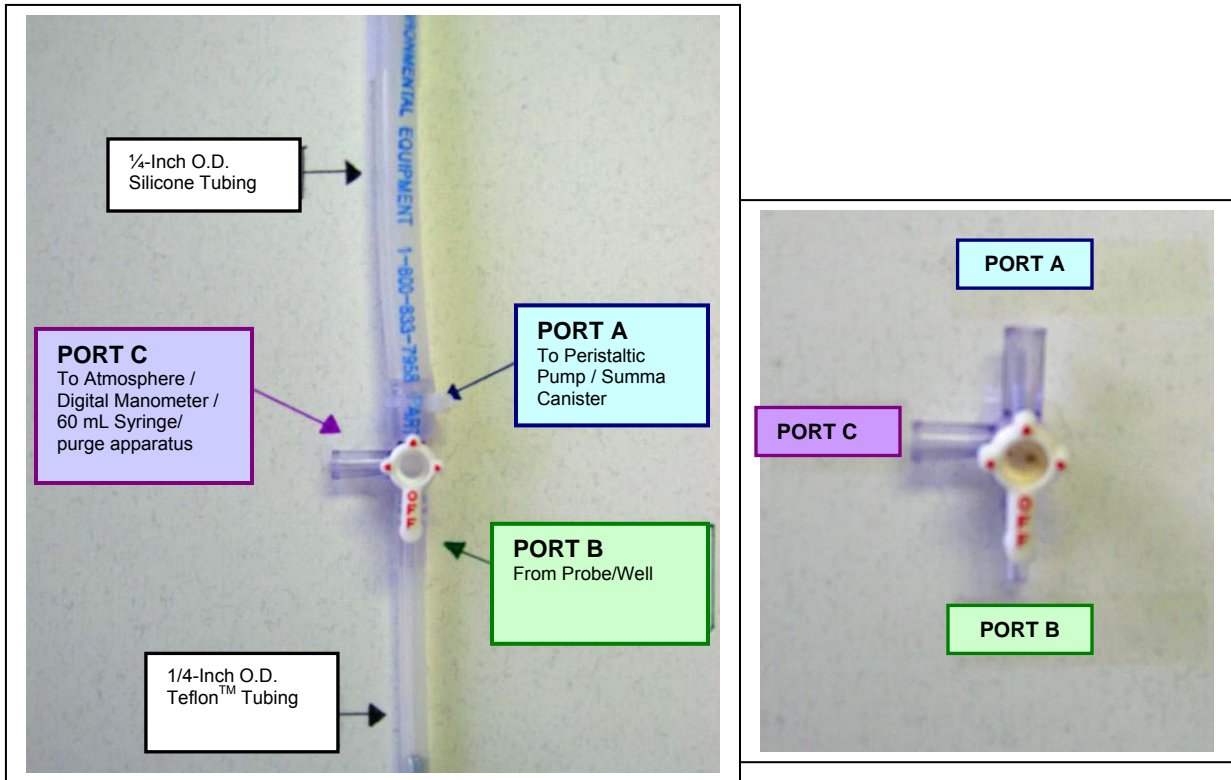 ¼-Inch O.D.
Silicone Tubing
ONMENTAL EQUIPMENT 1-800-833-7958
PORT C
To Atmosphere /
Digital Manometer /
60 mL Syringe/
purge apparatus
PORT A
To Peristaltic
Pump / Summa
Canister
OFF
PORT B
From Probe/Well
1/4-Inch O.D.
Teflon™ Tubing
PORT A
PORT C
OFF
PORT B